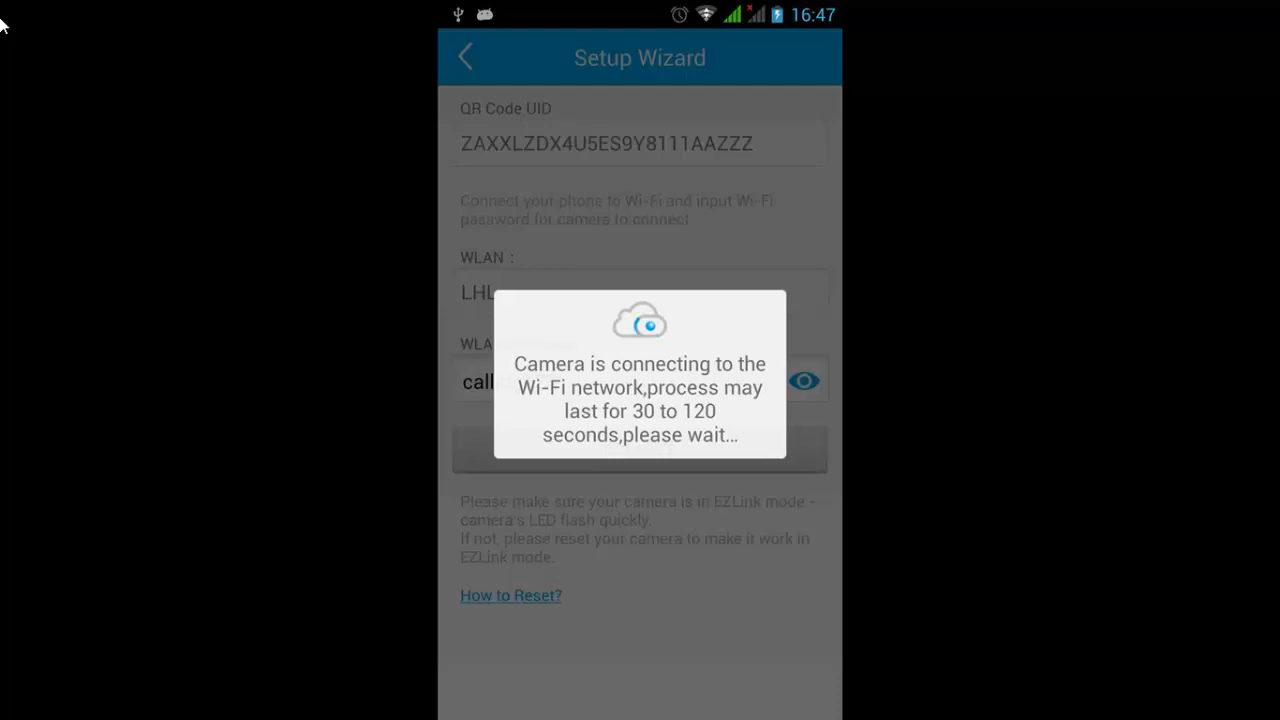 16:47
Setup Wizard
QR Code UID
ZAXXLZDX4U5ES9Y8111AAZZZ
Connect your phone to Wi-Fi and input Wi-Fi
password for camera to connect
WLAN :
LHL
Camera is connecting to the
Wi-Fi network,process may
last for 30 to 120
seconds,please wait...
WLA
call
Please make sure your camera is in EZLink mode -
camera's LED flash quickly.
If not, please reset your camera to make it work in
EZLink mode.
How to Reset?